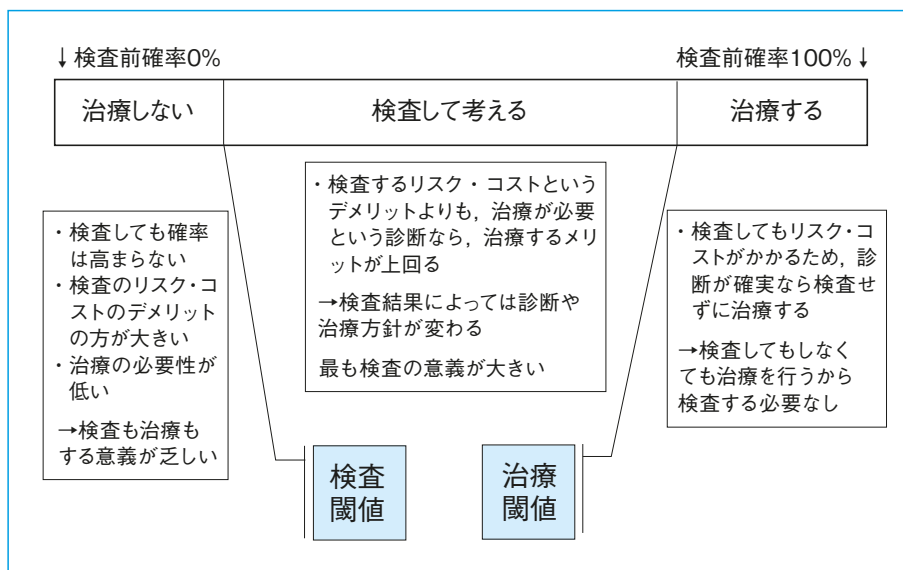 ↓検査前確率0%
検査前確率100%↓
治療しない
検査して考える
治療する
・検査しても確率
は高まらない
・検査のリスク・コ
ストのデメリット
の方が大きい
・治療の必要性が
低い
→検査も治療も
する意義が乏しい
・検査するリスク・コストという
デメリットよりも，治療が必要
という診断なら，治療するメリ
ットが上回る
→検査結果によっては診断や
治療方針が変わる
最も検査の意義が大きい
・検査してもリスク・コ
ストがかかるため，診
断が確実なら検査せ
ずに治療する
→検査してもしなく
ても治療を行うから
検査する必要なし
検査
閾値
治療
閾値